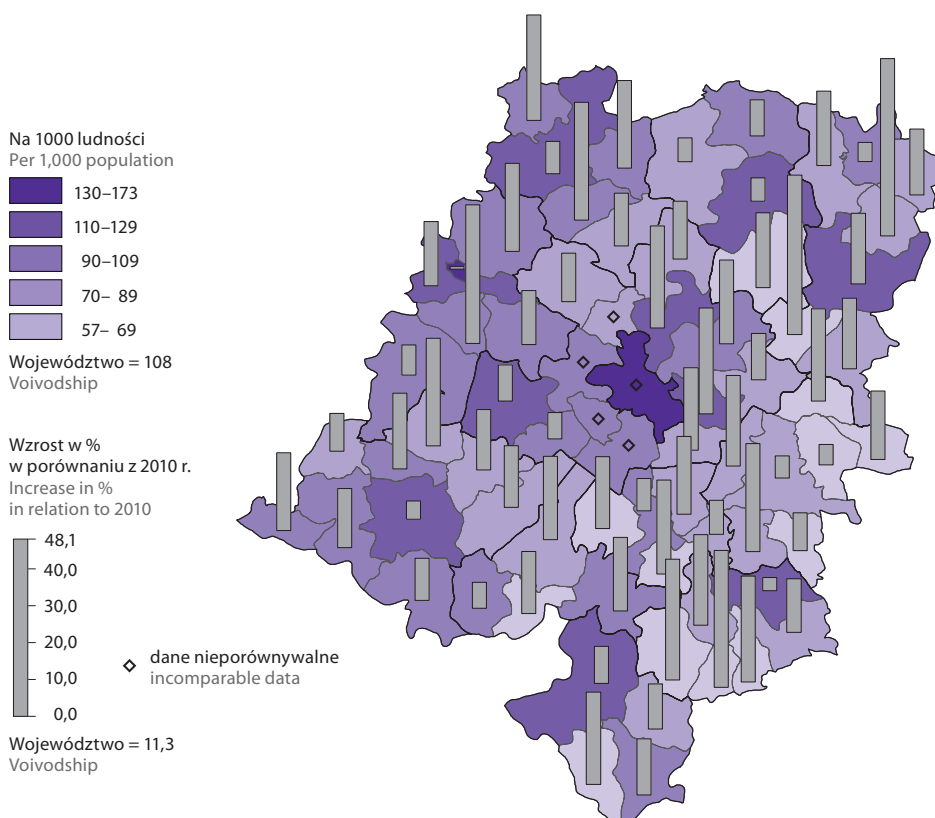 Na 1000 ludności
Per 1,000 population
130–173
110–129
90–109
70– 89
57– 69
Województwo = 108
Voivodship
Wzrost w %
w porównaniu z 2010 r.
Increase in %
in relation to 2010
48,1
40,0
30,0
20,0
10,0
0,0
dane nieporównywalne
incomparable data
Województwo = 11,3
Voivodship